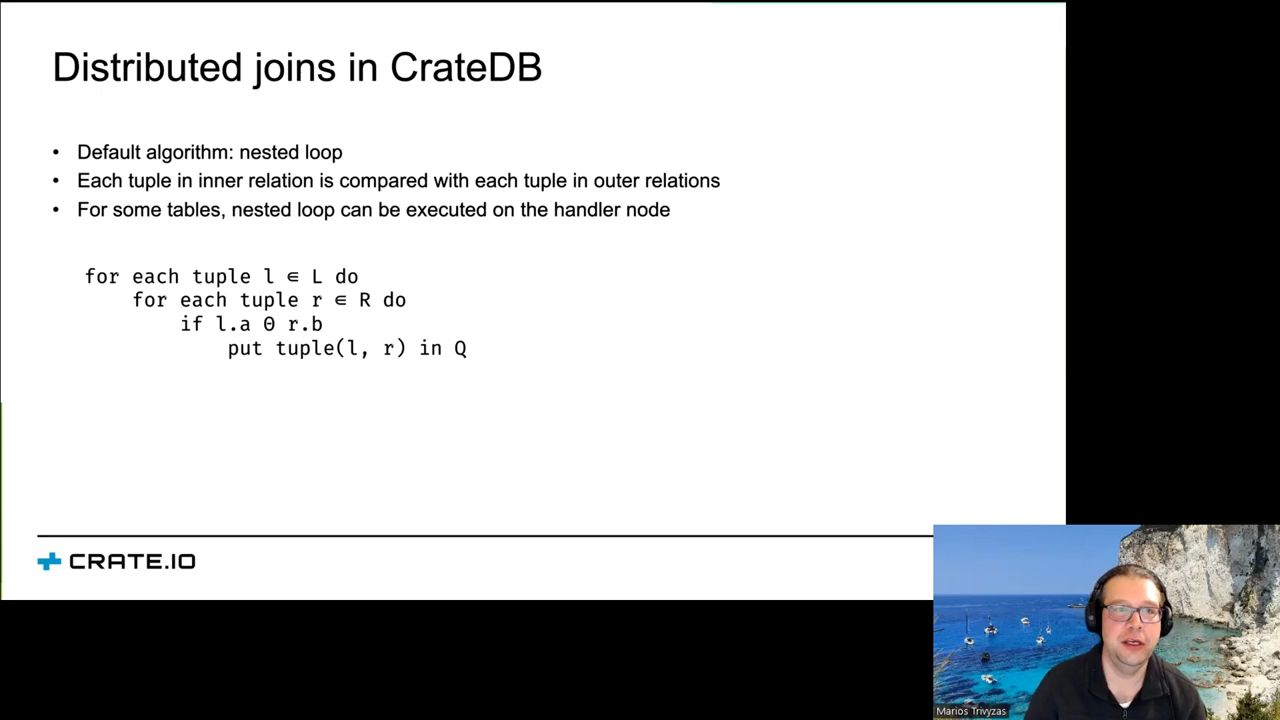 Distributed joins in CrateDB
• Default algorithm: nested loop
• Each tuple in inner relation is compared with each tuple in outer relations
• For some tables, nested loop can be executed on the handler node
for each tuple l ∈ L do
for each tuple r ∈ R do
if l.a Θ r.b
put tuple(l, r) in Q
CRATE.IO
Marios Trivyzas